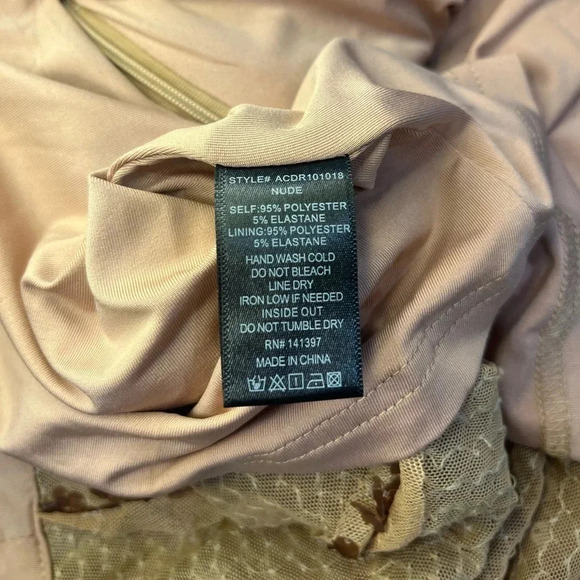 STYLE# ACDR101018
NUDE
SELF:95% POLYESTER
5% ELASTANE
LINING:95% POLYESTER
5% ELASTANE
HAND WASH COLD
DO NOT BLEACH
LINE DRY
IRON LOW IF NEEDED
INSIDE OUT
DO NOT TUMBLE DRY
RN# 141397
MADE IN CHINA